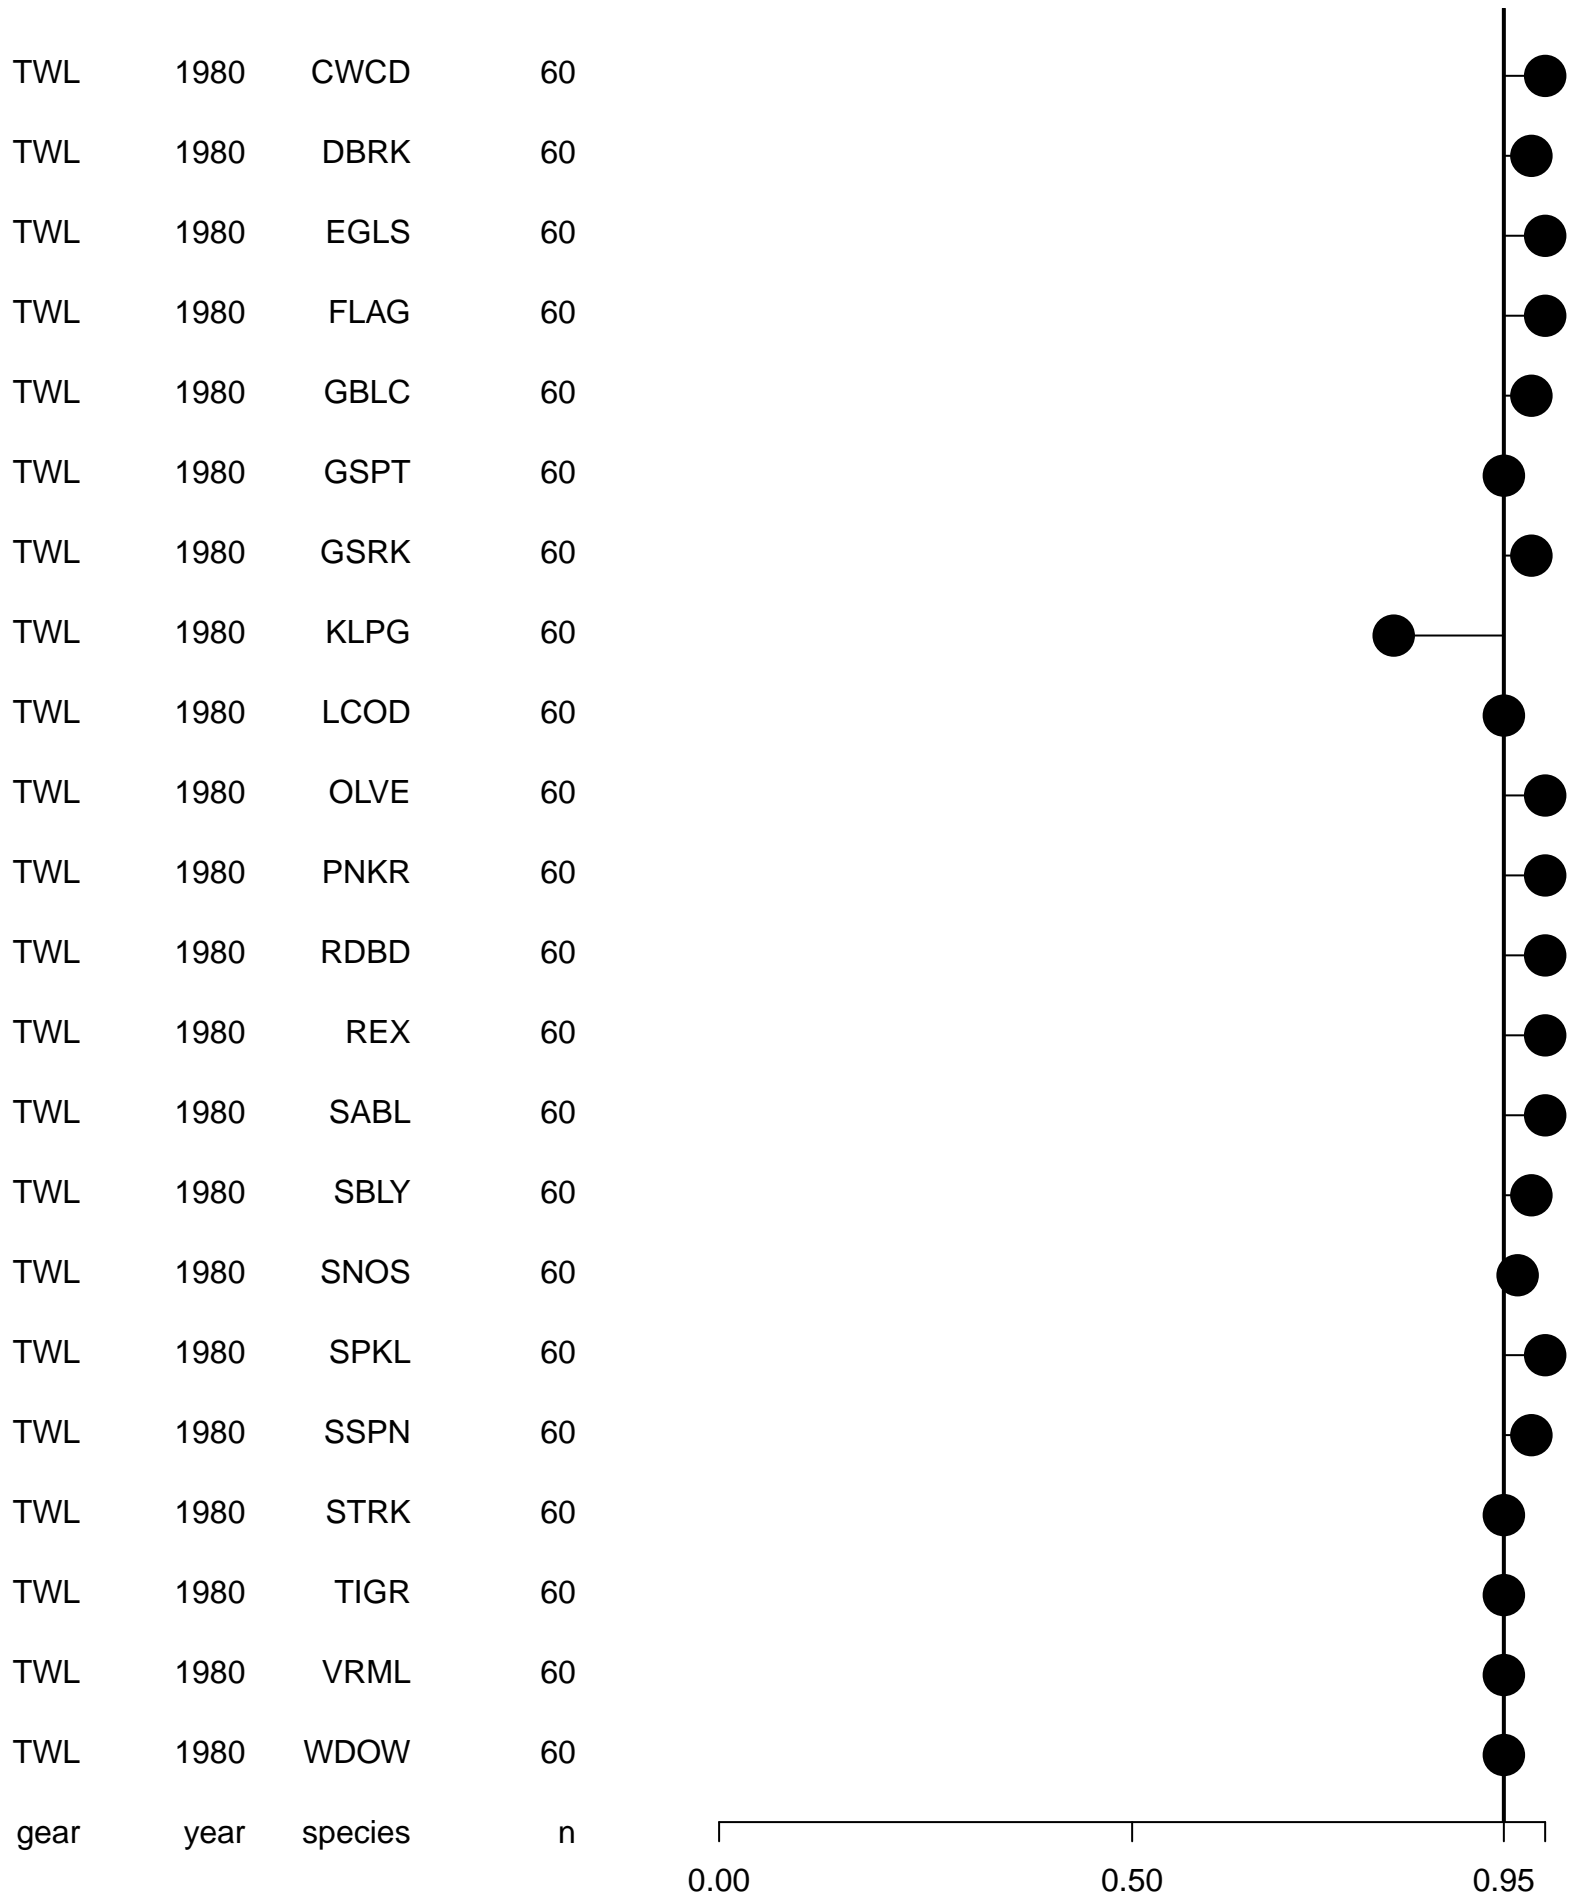 TWL 1980 CWCD 60
TWL 1980 DBRK 60
TWL 1980 EGLS 60
TWL 1980 FLAG 60
TWL 1980 GBLC 60
TWL 1980 GSPT 60
TWL 1980 GSRK 60
TWL 1980 KLPG 60
TWL 1980 LCOD 60
TWL 1980 OLVE 60
TWL 1980 PNKR 60
TWL 1980 RDBD 60
TWL 1980 REX 60
TWL 1980 SABL 60
TWL 1980 SBLY 60
TWL 1980 SNOS 60
TWL 1980 SPKL 60
TWL 1980 SSPN 60
TWL 1980 STRK 60
TWL 1980 TIGR 60
TWL 1980 VRML 60
TWL 1980 WDOW 60
gear year species n
0.00 0.50 0.95